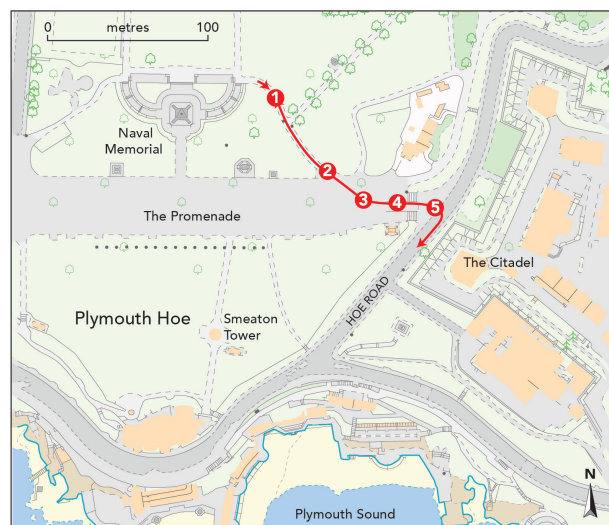 0 metres 100
1
Naval
Memorial
2
3
4
5
The Promenade
The Citadel
HOE ROAD
Plymouth Hoe
Smeaton
Tower
N
Plymouth Sound